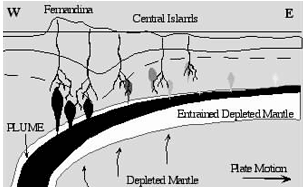 W Fernandina E
Central Islands
PLUME
Entrained Depleted Mantle
Depleted Mantle
Plate Motion